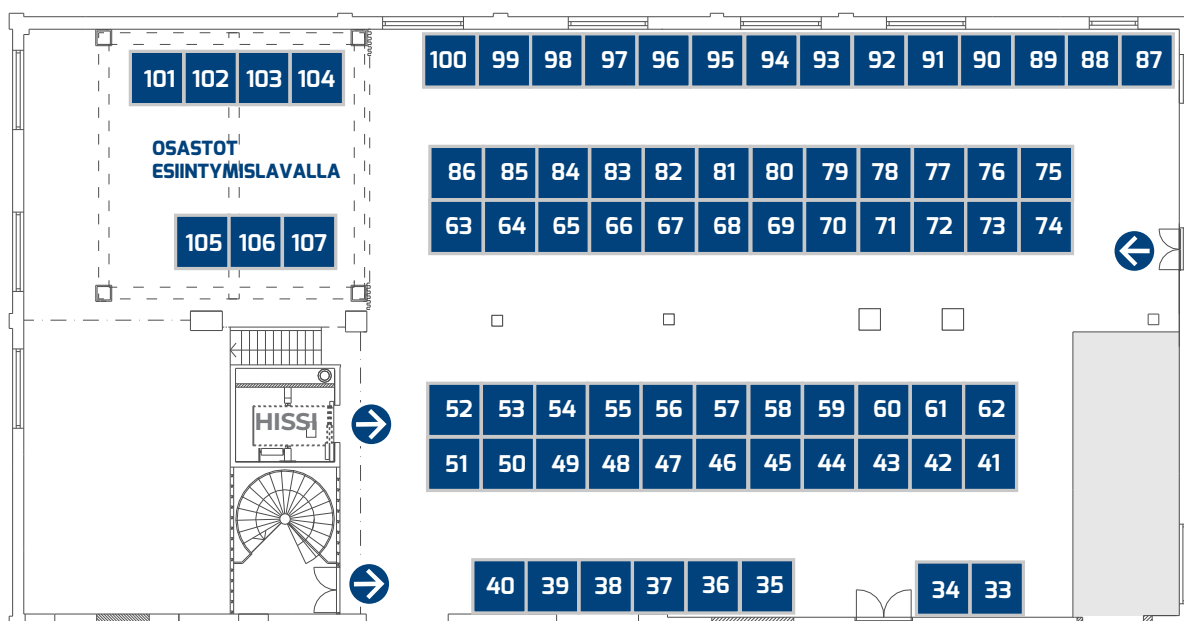 100 99 98 97 96 95 94 93 92 91 90 89 88 87
101 102 103 104
OSASTOT
ESIINTYMISLAVALLA
86 85 84 83 82 81 80 79 78 77 76 75
63 64 65 66 67 68 69 70 71 72 73 74
105 106 107
52 53 54 55 56 57 58 59 60 61 62
HISSI
51 50 49 48 47 46 45 44 43 42 41
40 39 38 37 36 35 34 33